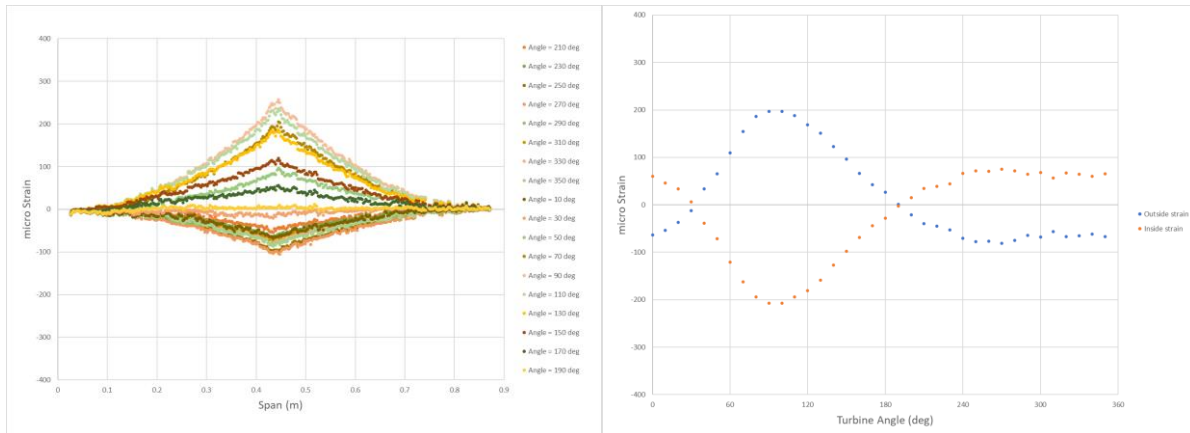 400
300
200
100
0
-100
-200
-300
-400
micro Strain
0 0.1 0.2 0.3 0.4 0.5 0.6 0.7 0.8 0.9
Span (m)
Angle = 210 deg
Angle = 230 deg
Angle = 250 deg
Angle = 270 deg
Angle = 290 deg
Angle = 310 deg
Angle = 330 deg
Angle = 350 deg
Angle = 10 deg
Angle = 30 deg
Angle = 50 deg
Angle = 70 deg
Angle = 90 deg
Angle = 110 deg
Angle = 130 deg
Angle = 150 deg
Angle = 170 deg
Angle = 190 deg
400
300
200
100
0
-100
-200
-300
-400
micro Strain
0 60 120 180 240 300 360
Turbine Angle (deg)
Outside strain
Inside strain